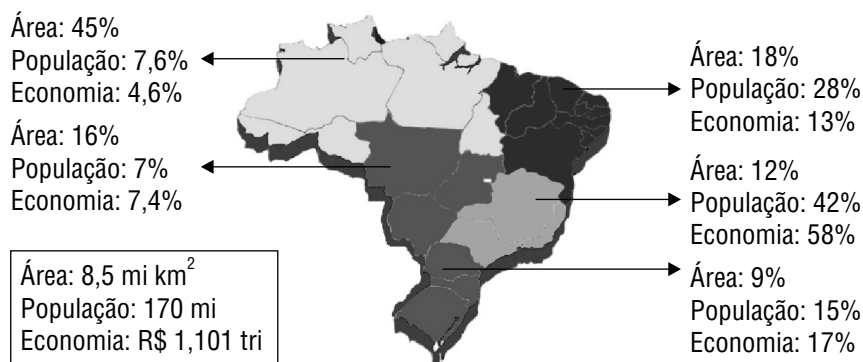 Área: 45%
População: 7,6%
Economia: 4,6%
Área: 16%
População: 7%
Economia: 7,4%
Área: 8,5 mi km²
População: 170 mi
Economia: R$ 1,101 tri
Área: 18%
População: 28%
Economia: 13%
Área: 12%
População: 42%
Economia: 58%
Área: 9%
População: 15%
Economia: 17%